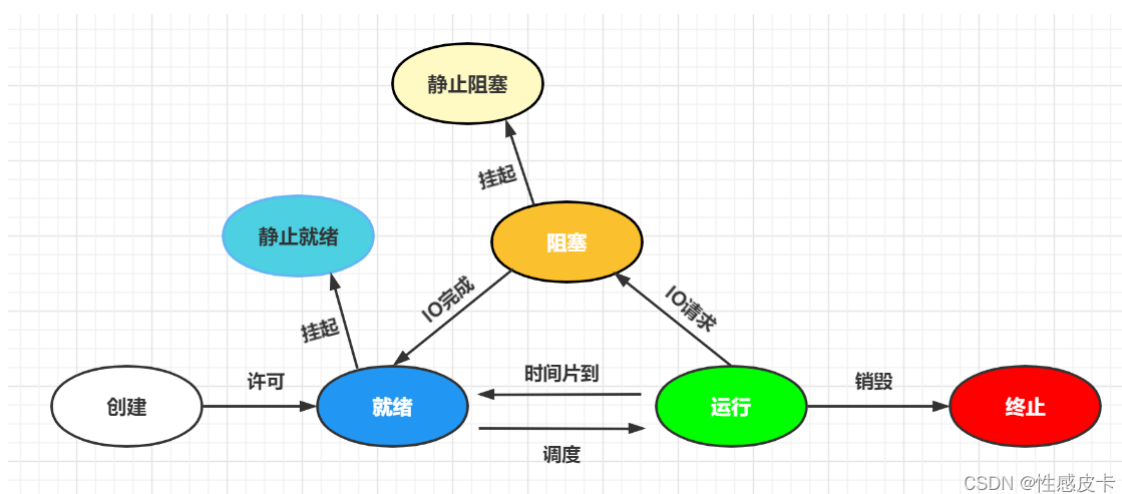 静止阻塞
挂起
静止就绪
阻塞
IO完成
IO请求
挂起
创建
许可
就绪
时间片到
调度
运行
销毁
终止
CSDN @性感皮卡